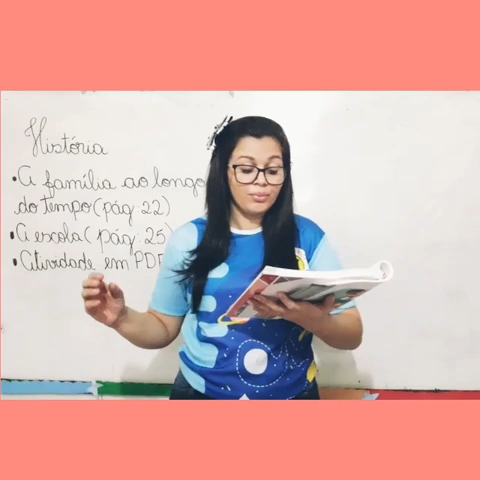 História
• A família ao longo
do tempo (pág. 22)
• A escola ( pág. 25)
• Atividade em PDF